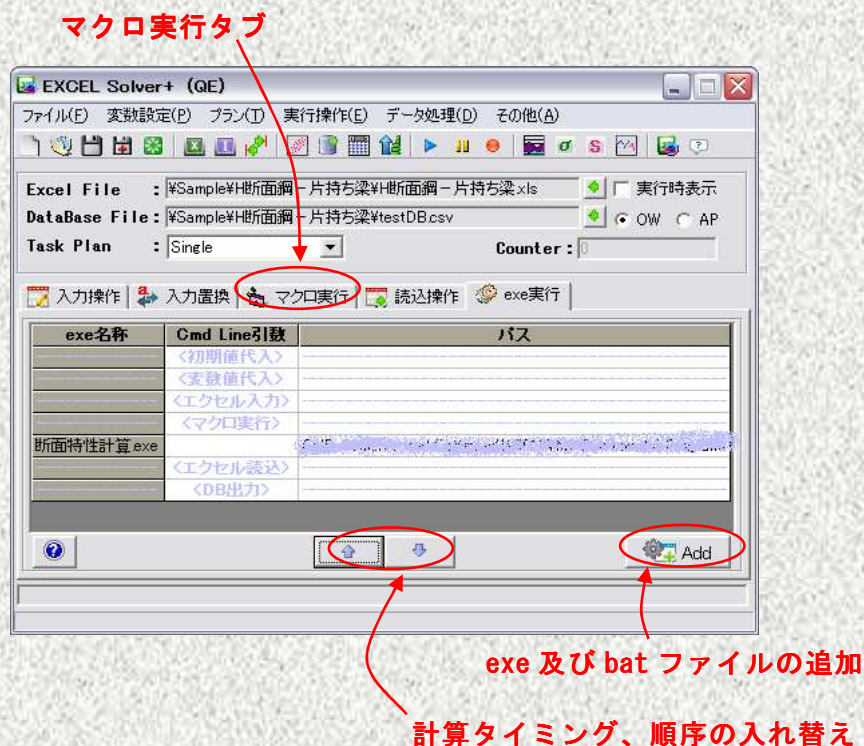 マクロ実行タブ
EXCEL Solver+ (QE)
ファイル(F) 変数設定(P) プラン(T) 実行操作(E) データ処理(D) その他(A)
Excel File : ¥Sample¥H断面鋼－片持ち梁¥H断面鋼－片持ち梁.xls 実行時表示
DataBase File : ¥Sample¥H断面鋼－片持ち梁¥testDB.csv OW AP
Task Plan : Single Counter : 0
入力操作 入力置換 マクロ実行 読込操作 exe実行
exe名称 Cmd Line引数 パス
<初期値代入>
<変数値代入>
<エクセル入力>
<マクロ実行>
断面特性計算.exe
<エクセル読込>
<DB出力>
Add
exe 及び bat ファイルの追加
計算タイミング、順序の入れ替え